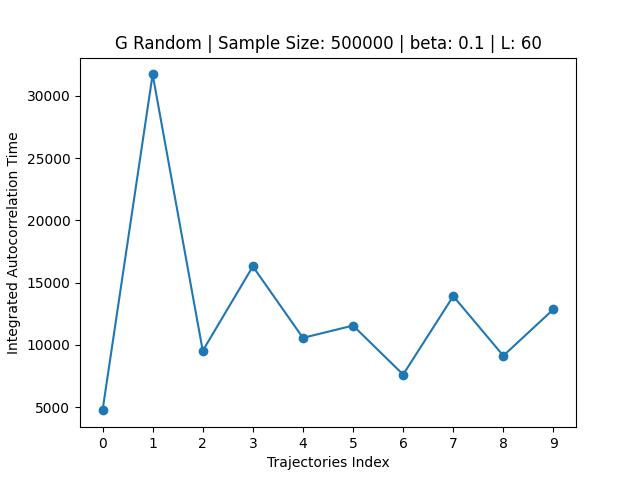 G Random | Sample Size: 500000 | beta: 0.1 | L: 60
Integrated Autocorrelation Time
30000
25000
20000
15000
10000
5000
0 1 2 3 4 5 6 7 8 9
Trajectories Index